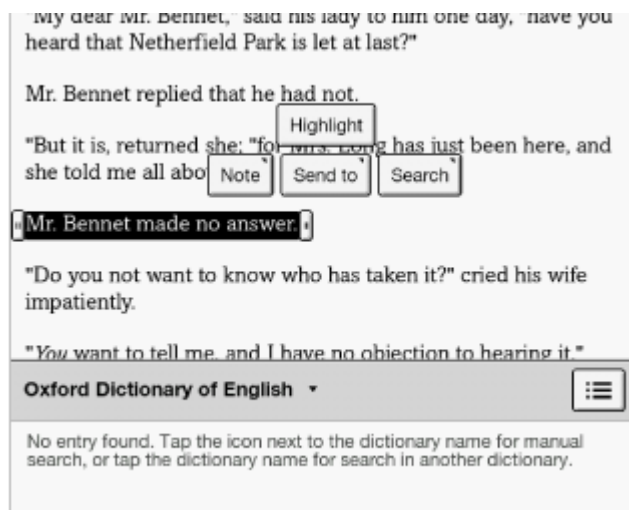 "My dear Mr. Bennet," said his lady to him one day, "have you
heard that Netherfield Park is let at last?"
Mr. Bennet replied that he had not.
Highlight
"But it is, returned she; "for Mrs. Long has just been here, and
she told me all abo
Note
Send to
Search
Mr. Bennet made no answer.
"Do you not want to know who has taken it?" cried his wife
impatiently.
"You want to tell me, and I have no objection to hearing it."
Oxford Dictionary of English
No entry found. Tap the icon next to the dictionary name for manual
search, or tap the dictionary name for search in another dictionary.